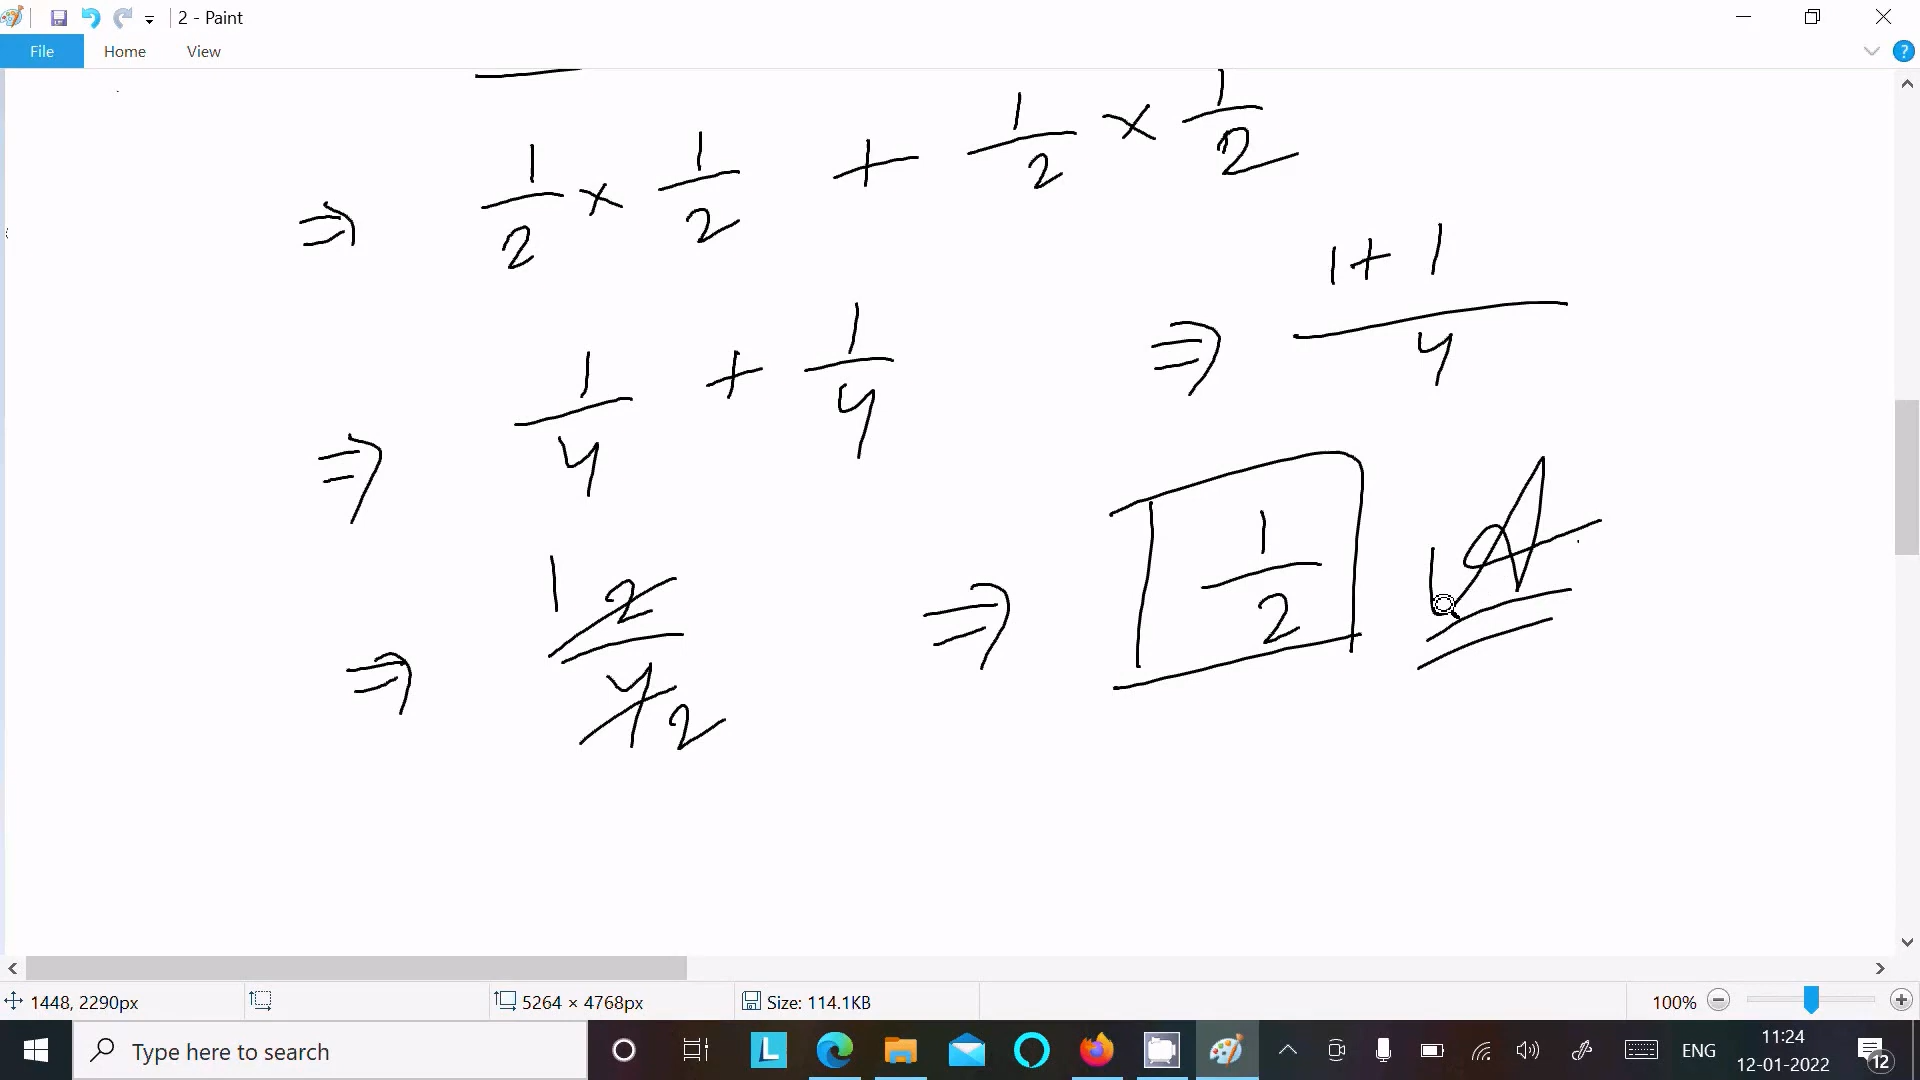 2 - Paint
File Home View
⇒ 1/2 × 1/2 + 1/2 × 1/2
⇒ 1/4 + 1/4 ⇒ 1+1/4
⇒ 1 2/4 2 ⇒ 1/2
1448, 2290px 5264 × 4768px Size: 114.1KB 100%
Type here to search L ENG 11:24 12-01-2022 12